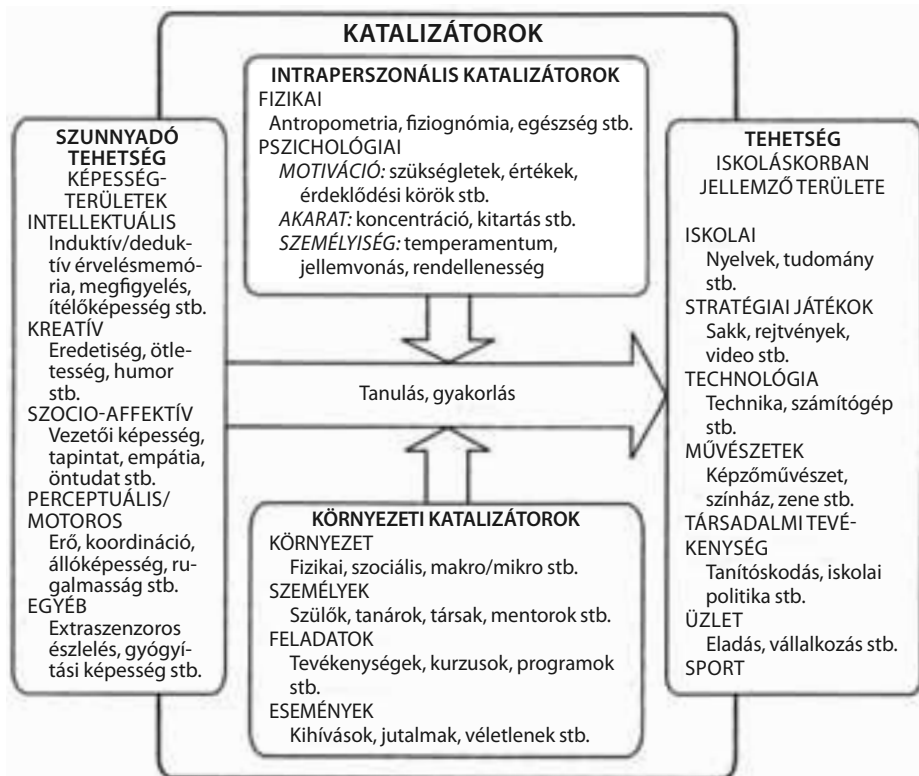 KATALIZÁTOROK
INTRAPERSZONÁLIS KATALIZÁTOROK
FIZIKAI
Antropometria, fiziognómia, egészség stb.
PSZICHOLÓGIAI
MOTIVÁCIÓ: szükségletek, értékek,
érdeklődési körök stb.
AKARAT: koncentráció, kitartás stb.
SZEMÉLYISÉG: temperamentum,
jellemvonás, rendellenesség
SZUNNYADÓ
TEHETSÉG
KÉPESSÉG-
TERÜLETEK
INTELLEKTUÁLIS
Induktív/deduk-
tív érvelésmemó-
ria, megfigyelés,
ítélőképesség stb.
KREATÍV
Eredetiség, ötle-
tesség, humor
stb.
SZOCIO-AFFEKTÍV
Vezetői képesség,
tapintat, empátia,
öntudat stb.
PERCEPTUÁLIS/
MOTOROS
Erő, koordináció,
állóképesség, ru-
galmasság stb.
EGYÉB
Extraszenzoros
észlelés, gyógyí-
tási képesség stb.
Tanulás, gyakorlás
KÖRNYEZETI KATALIZÁTOROK
KÖRNYEZET
Fizikai, szociális, makro/mikro stb.
SZEMÉLYEK
Szülők, tanárok, társak, mentorok stb.
FELADATOK
Tevékenységek, kurzusok, programok
stb.
ESEMÉNYEK
Kihívások, jutalmak, véletlenek stb.
TEHETSÉG
ISKOLÁSKORBAN
JELLEMZŐ TERÜLETE
ISKOLAI
Nyelvek, tudomány
stb.
STRATÉGIAI JÁTÉKOK
Sakk, rejtvények,
video stb.
TECHNOLÓGIA
Technika, számítógép
stb.
MŰVÉSZETEK
Képzőművészet,
színház, zene stb.
TÁRSADALMI TEVÉ-
KENYSÉG
Tanítóskodás, iskolai
politika stb.
ÜZLET
Eladás, vállalkozás stb.
SPORT